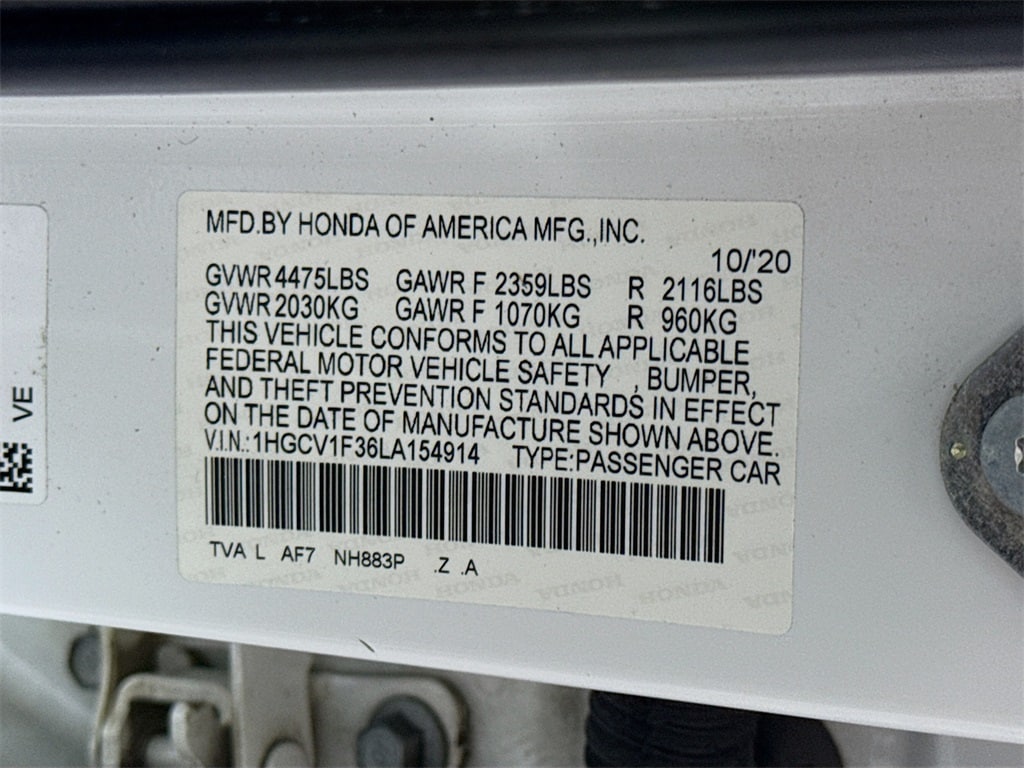 MFD.BY HONDA OF AMERICA MFG.,INC.
10/'20
GVWR 4475LBS GAWR F 2359LBS R 2116LBS
GVWR 2030KG GAWR F 1070KG R 960KG
THIS VEHICLE CONFORMS TO ALL APPLICABLE
FEDERAL MOTOR VEHICLE SAFETY , BUMPER,
AND THEFT PREVENTION STANDARDS IN EFFECT
ON THE DATE OF MANUFACTURE SHOWN ABOVE.
V.I.N.:1HGCV1F36LA154914 TYPE:PASSENGER CAR
TVA L AF7 NH883P .Z .A
VE